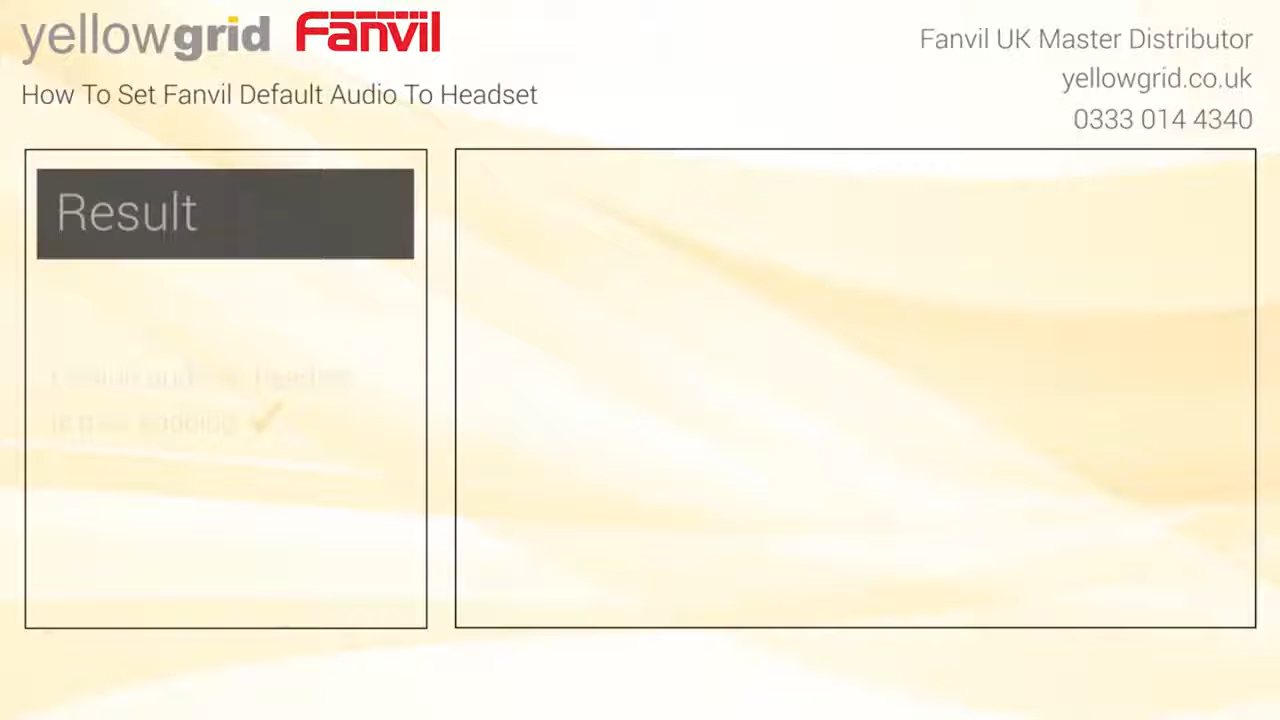 yellowgrid Fanvil
How To Set Fanvil Default Audio To Headset
Fanvil UK Master Distributor
yellowgrid.co.uk
0333 014 4340
Result